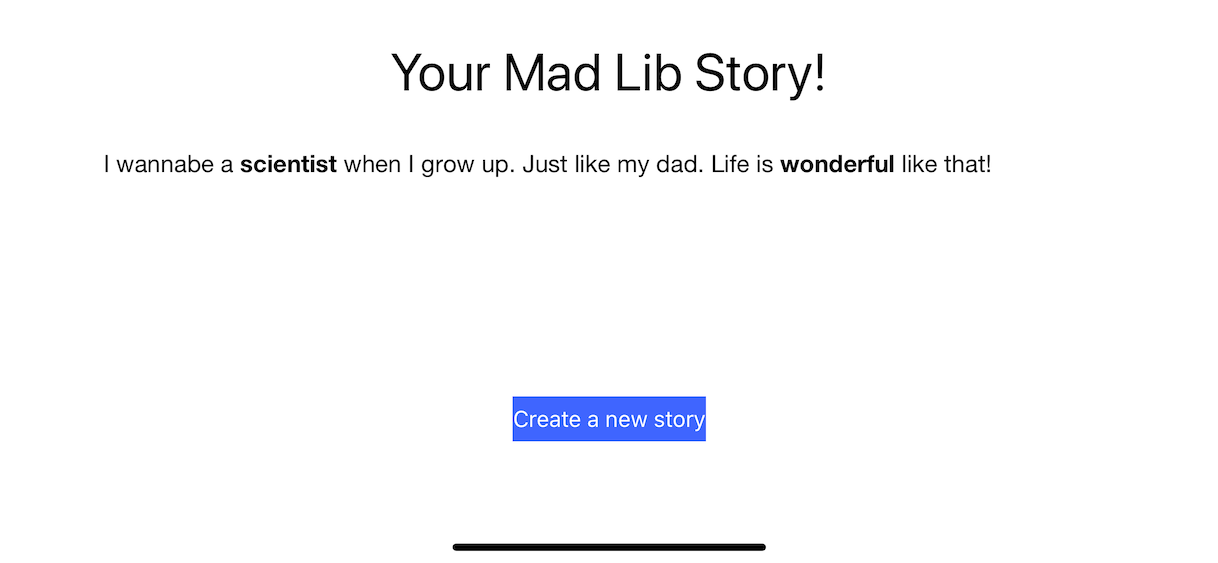 Your Mad Lib Story!
I wannabe a scientist when I grow up. Just like my dad. Life is wonderful like that!
Create a new story